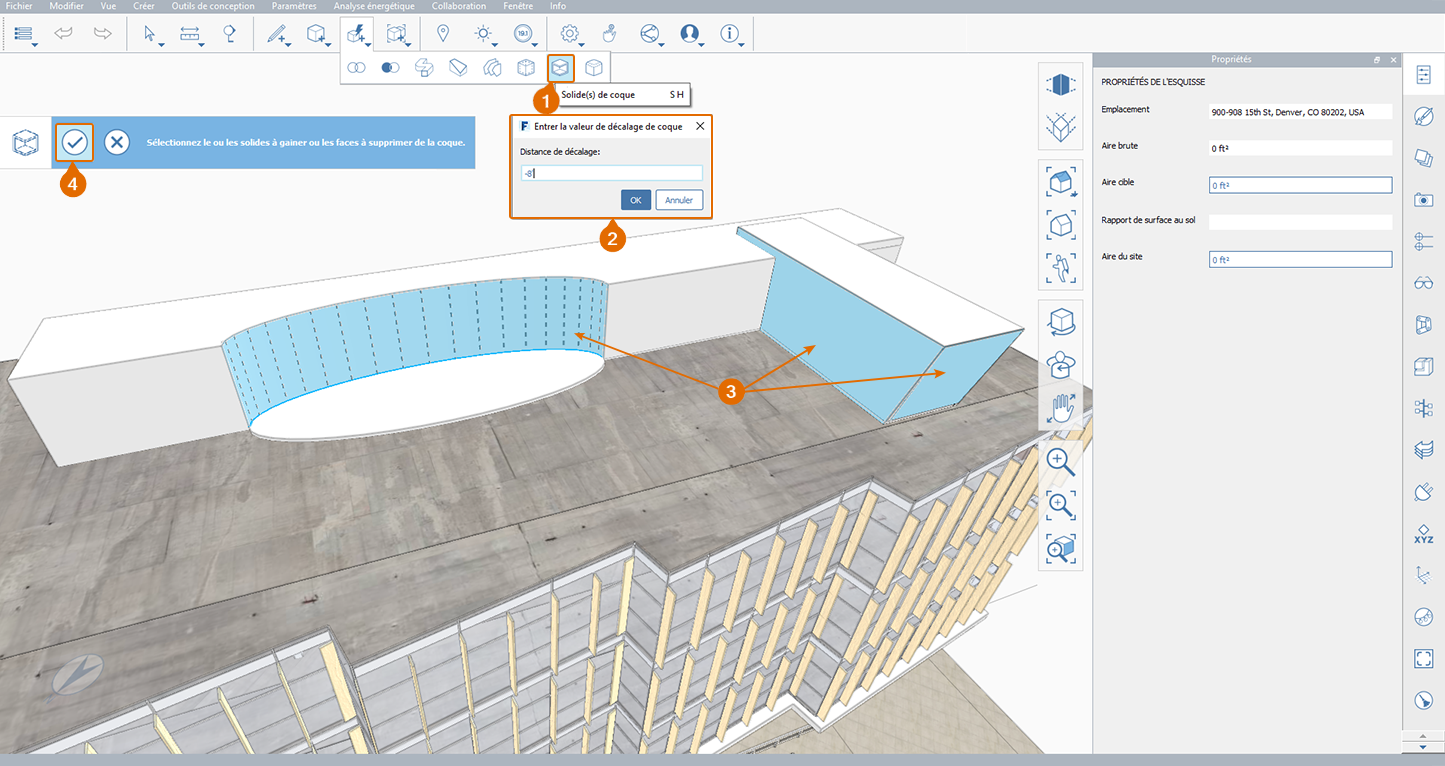 Fichier Modifier Vue Créer Outils de conception Paramètres Analyse énergétique Collaboration Fenêtre Info
19.1
Propriétés
Solide(s) de coque S H
1
PROPRIÉTÉS DE L'ESQUISSE
Emplacement 900-908 15th St, Denver, CO 80202, USA
Aire brute 0 ft²
Aire cible 0 ft²
Rapport de surface au sol
Aire du site 0 ft²
F Entrer la valeur de décalage de coque
Distance de décalage:
-8'
OK Annuler
2
Sélectionnez le ou les solides à gainer ou les faces à supprimer de la coque.
4
3
XYZ